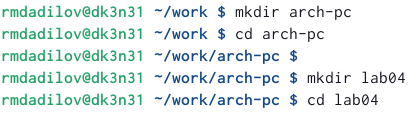 rmdadilov@dk3n31 ~/work $ mkdir arch-pc
rmdadilov@dk3n31 ~/work $ cd arch-pc
rmdadilov@dk3n31 ~/work/arch-pc $
rmdadilov@dk3n31 ~/work/arch-pc $ mkdir lab04
rmdadilov@dk3n31 ~/work/arch-pc $ cd lab04